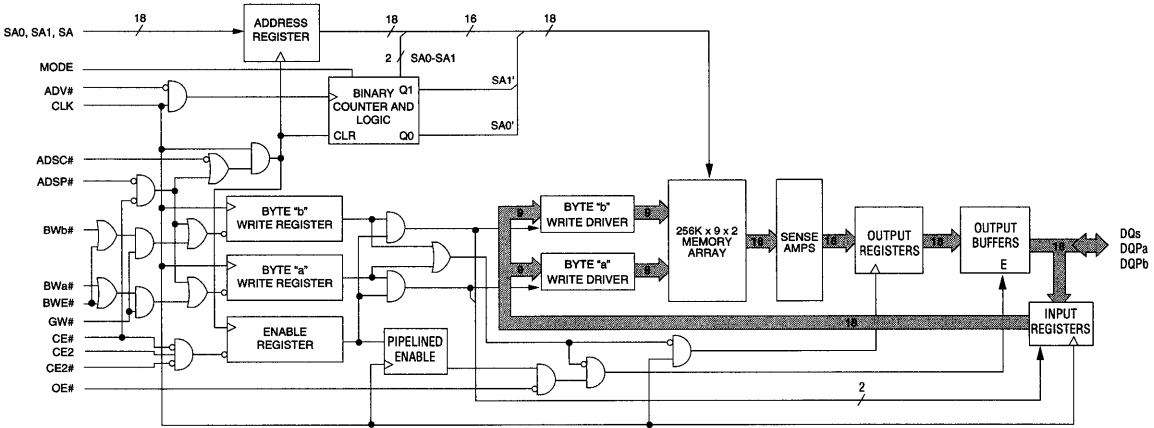 SA0, SA1, SA
18
ADDRESS
REGISTER
18
16
18
2
SA0-SA1
MODE
ADV#
CLK
BINARY
COUNTER AND
LOGIC
Q1
SA1'
CLR
Q0
SA0'
ADSC#
ADSP#
BYTE "b"
WRITE REGISTER
BWb#
BYTE "a"
WRITE REGISTER
BWa#
BWE#
GW#
CE#
CE2
CE2#
OE#
ENABLE
REGISTER
PIPELINED
ENABLE
9
BYTE "b"
WRITE DRIVER
9
9
BYTE "a"
WRITE DRIVER
9
256K x 9 x 2
MEMORY
ARRAY
18
SENSE
AMPS
18
OUTPUT
REGISTERS
18
OUTPUT
BUFFERS
E
18
DQs
DQPa
DQPb
INPUT
REGISTERS
18
2